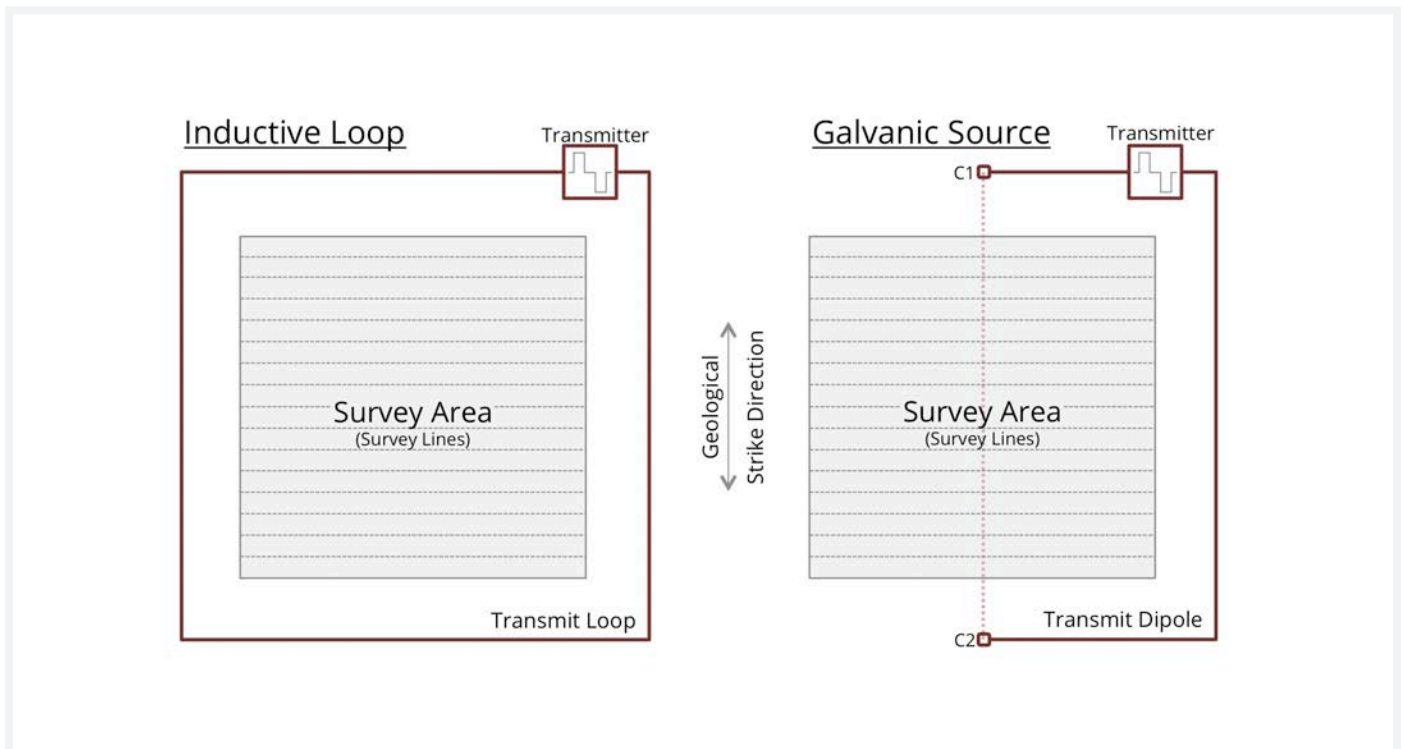 Inductive Loop
Transmitter
Survey Area
(Survey Lines)
Transmit Loop
Geological
Strike Direction
Galvanic Source
Transmitter
C1
Survey Area
(Survey Lines)
Transmit Dipole
C2